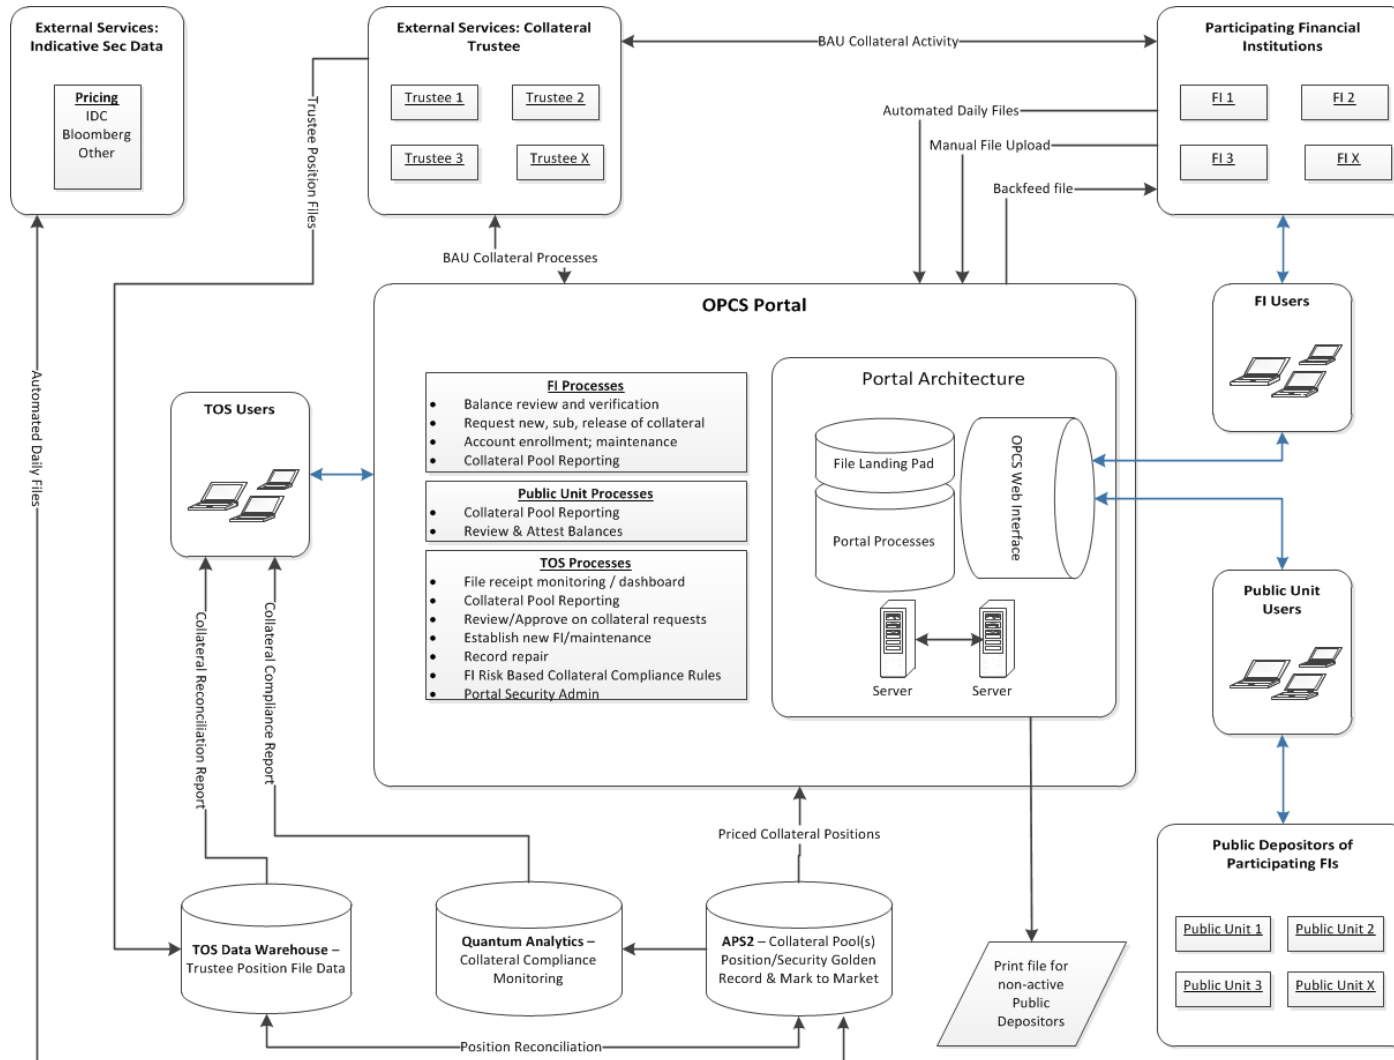 External Services:
Indicative Sec Data
Pricing
IDC
Bloomberg
Other
External Services: Collateral
Trustee
Trustee 1
Trustee 2
Trustee 3
Trustee X
BAU Collateral Activity
Participating Financial
Institutions
FI 1
FI 2
FI 3
FI X
Automated Daily Files
Manual File Upload
Backfeed file
Trustee Position Files
BAU Collateral Processes
OPCS Portal
FI Processes
• Balance review and verification
• Request new, sub, release of collateral
• Account enrollment; maintenance
• Collateral Pool Reporting
Public Unit Processes
• Collateral Pool Reporting
• Review & Attest Balances
TOS Processes
• File receipt monitoring / dashboard
• Collateral Pool Reporting
• Review/Approve on collateral requests
• Establish new FI/maintenance
• Record repair
• FI Risk Based Collateral Compliance Rules
• Portal Security Admin
Portal Architecture
File Landing Pad
Portal Processes
OPCS Web Interface
Server
Server
FI Users
TOS Users
Automated Daily Files
Public Unit
Users
Collateral Reconciliation Report
Collateral Compliance Report
Priced Collateral Positions
Public Depositors of
Participating FIs
Public Unit 1
Public Unit 2
Public Unit 3
Public Unit X
TOS Data Warehouse –
Trustee Position File Data
Quantum Analytics –
Collateral Compliance
Monitoring
APS2 – Collateral Pool(s)
Position/Security Golden
Record & Mark to Market
Print file for
non-active
Public
Depositors
Position Reconciliation